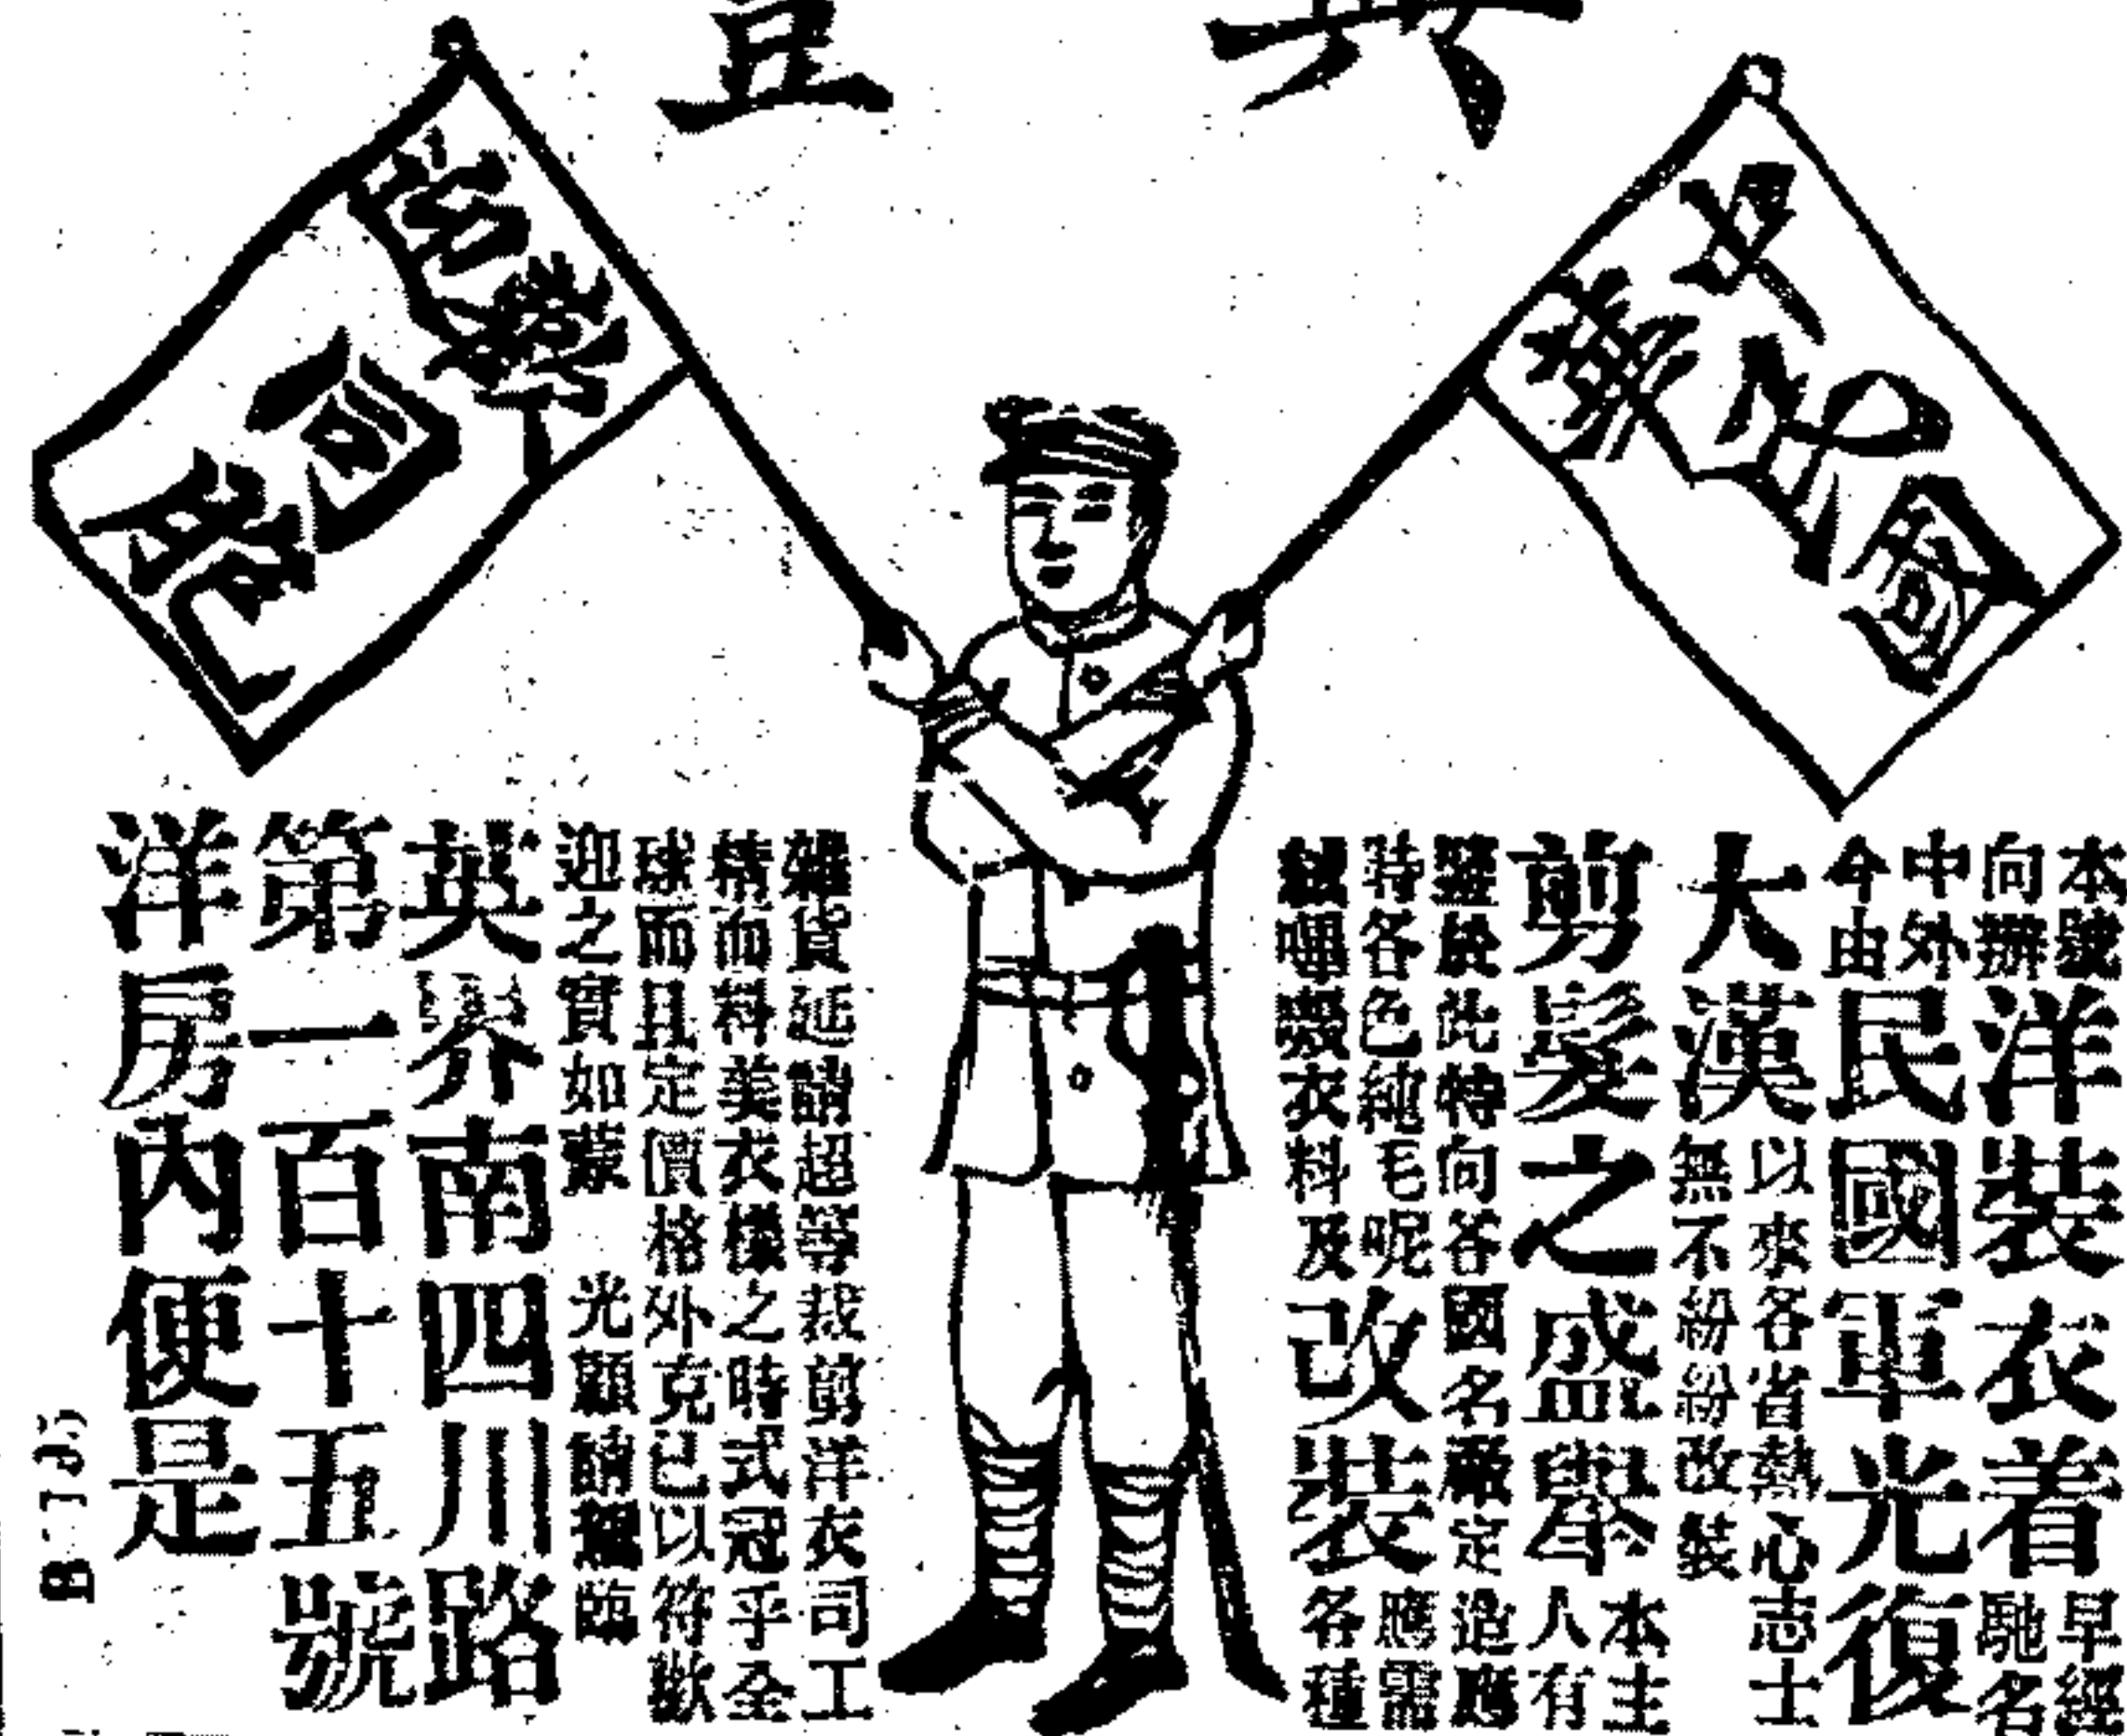 同胞
本號向辦洋裝衣着早經馳名
中外今由民國軍光復
大漢以來各省熱心志士無不紛紛改裝
剪髮之盛舉本主人有
鑒於此特向各國名厰定造應
時各色純毛呢絨嗶嘰衣料及改裝應需各種
雜貨延請超等裁剪洋衣司工
精而料美衣樣之時式冠乎全
球而且定價格外克己以符歡
迎之實如蒙 光顧請駕臨
英界南四川路
第一百十五號
洋房內便是